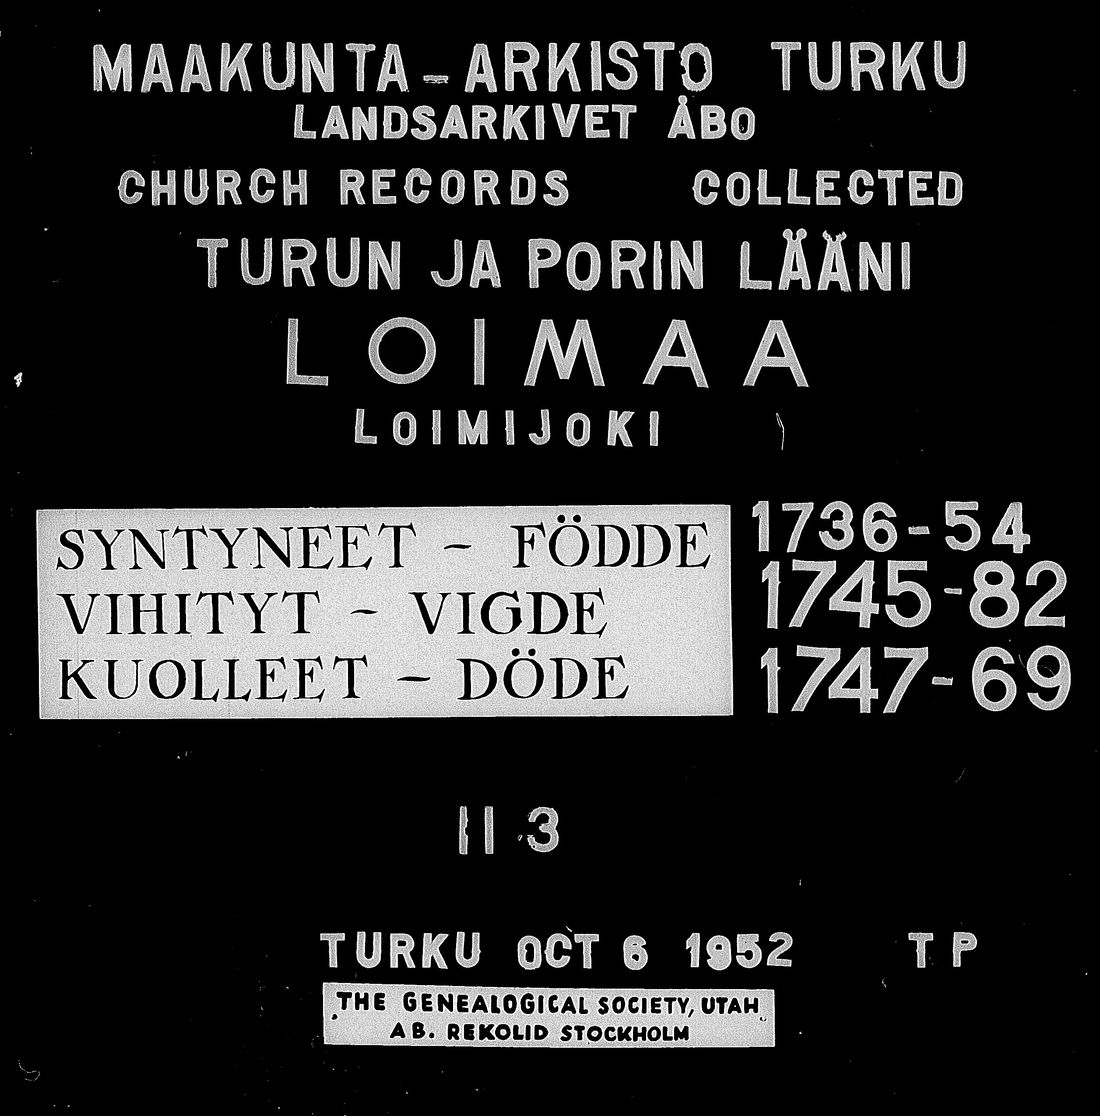 MAAKUNTA-ARKISTO TURKU
LANDSARKIVET ÅBO
CHURCH RECORDS COLLECTED
TURUN JA PORIN LÄÄNI
LOIMAA
LOIMIJOKI
SYNTYNEET - FÖDDE 1736-54
VIHITYT - VIGDE 1745-82
KUOLLEET - DÖDE 1747-69
II 3
TURKU OCT 6 1952 TP
THE GENEALOGICAL SOCIETY, UTAH
AB. REKOLID STOCKHOLM